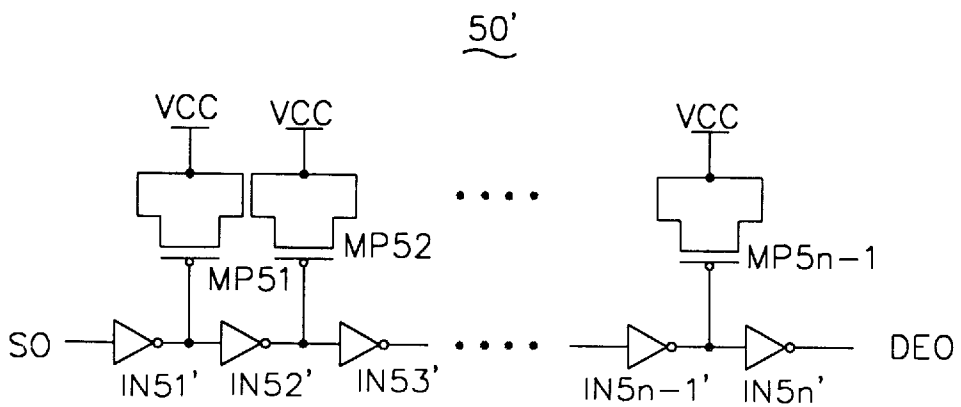 50'
VCC
VCC
VCC
MP51
MP52
MP5n-1
SO
IN51'
IN52'
IN53'
IN5n-1'
IN5n'
DEO